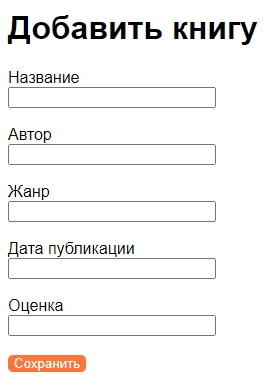 Добавить книгу
Название
Автор
Жанр
Дата публикации
Оценка
Сохранить